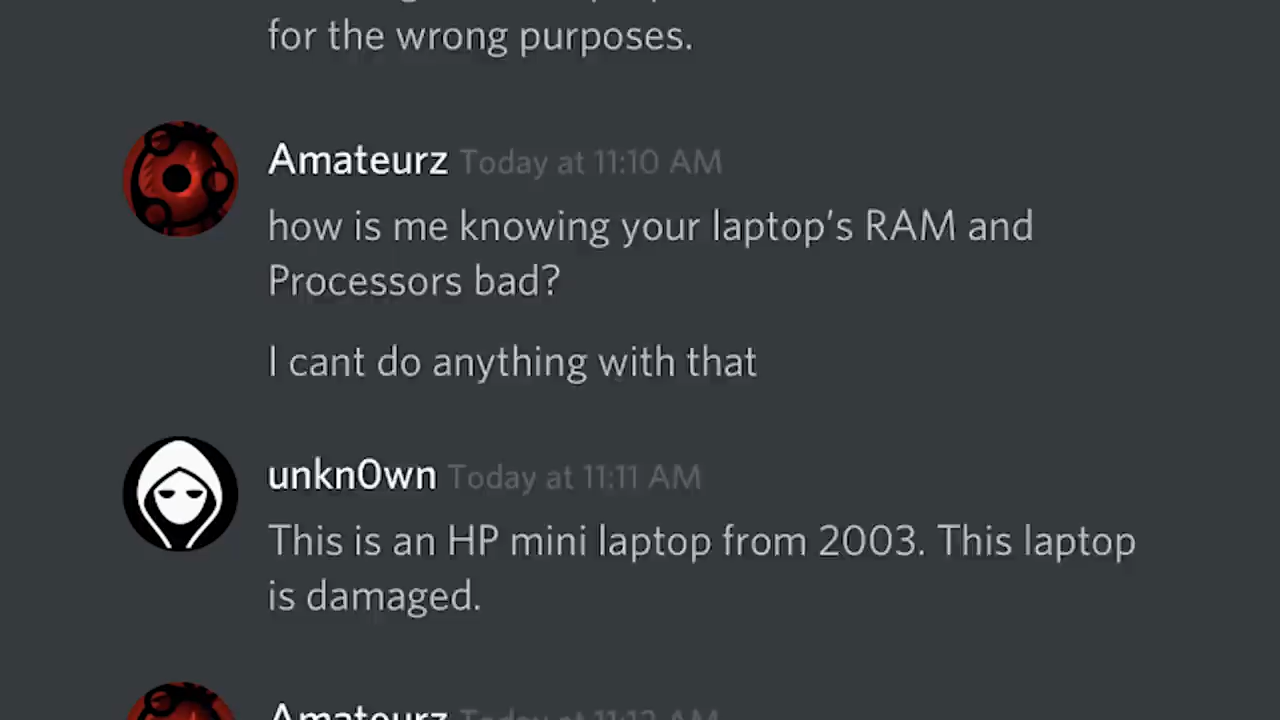 for the wrong purposes.
Amateurz Today at 11:10 AM
how is me knowing your laptop's RAM and
Processors bad?
I cant do anything with that
unkn0wn Today at 11:11 AM
This is an HP mini laptop from 2003. This laptop
is damaged.
Amateurz Today at 11:12 AM